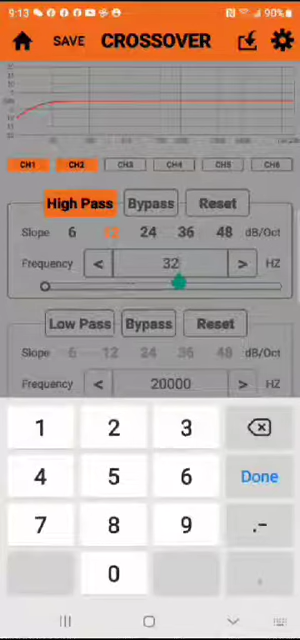 9:13 90%
SAVE CROSSOVER
CH1 CH2 CH3 CH4 CH5 CH6
High Pass Bypass Reset
Slope 6 12 24 36 48 dB/Oct
Frequency < 32 > HZ
Low Pass Bypass Reset
Slope 6 12 24 36 48 dB/Oct
Frequency < 20000 > HZ
1 2 3
4 5 6 Done
7 8 9 .-
0 ,